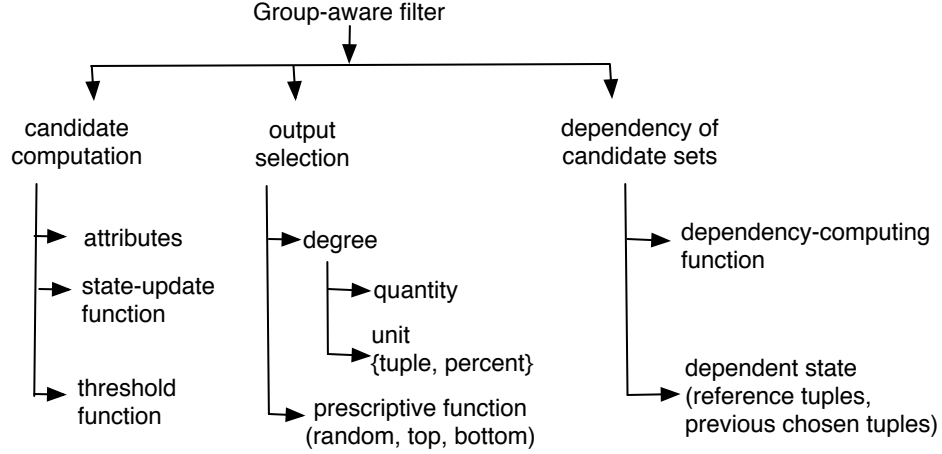 Group-aware filter
candidate
computation
attributes
state-update
function
threshold
function
output
selection
degree
quantity
unit
{tuple, percent}
prescriptive function
(random, top, bottom)
dependency of
candidate sets
dependency-computing
function
dependent state
(reference tuples,
previous chosen tuples)